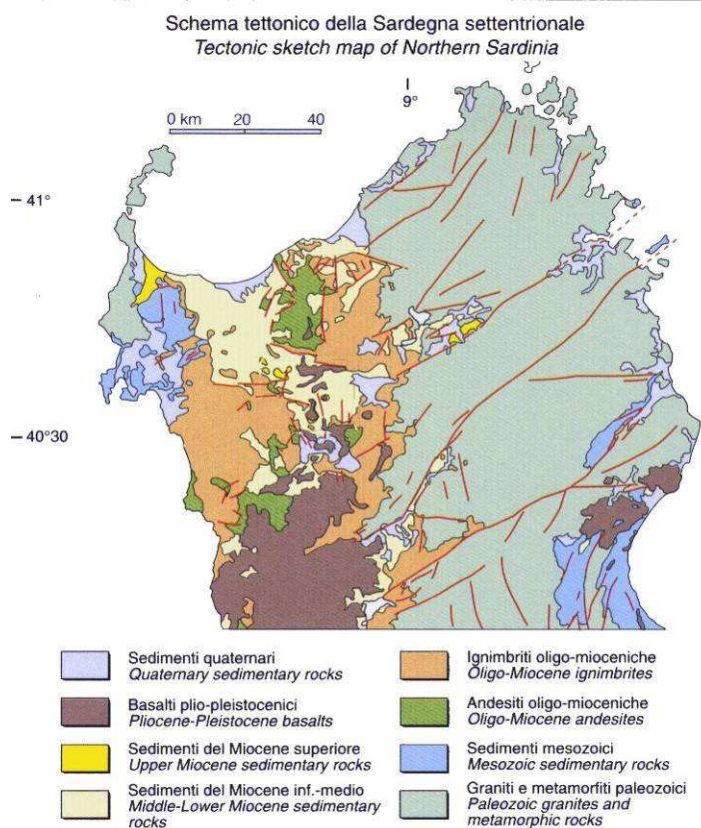 Schema tettonico della Sardegna settentrionale
Tectonic sketch map of Northern Sardinia
9°
0 km 20 40
41°
40°30
Sedimenti quaternari
Quaternary sedimentary rocks
Basalti plio-pleistocenici
Pliocene-Pleistocene basalts
Sedimenti del Miocene superiore
Upper Miocene sedimentary rocks
Sedimenti del Miocene inf.-medio
Middle-Lower Miocene sedimentary
rocks
Ignimbriti oligo-mioceniche
Oligo-Miocene ignimbrites
Andesiti oligo-mioceniche
Oligo-Miocene andesites
Sedimenti mesozoici
Mesozoic sedimentary rocks
Graniti e metamorfiti paleozoici
Paleozoic granites and
metamorphic rocks